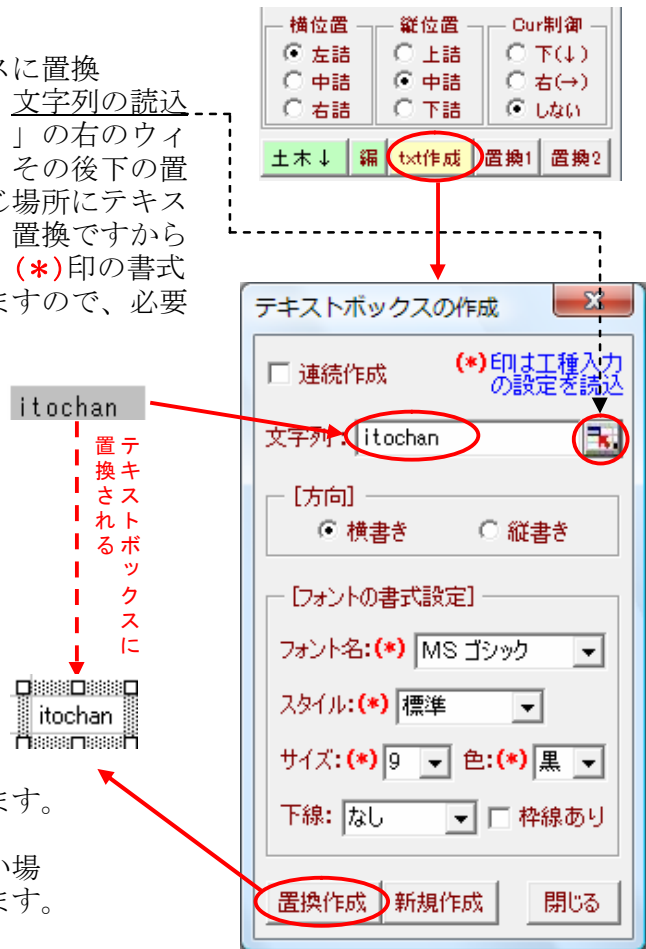 スに置換
文字列の読込
」の右のウィ
その後下の置
じ場所にテキス
置換ですから
(*)印の書式
ますので、必要
横位置 縦位置 Cur制御
左詰 上詰 下(↓)
中詰 中詰 右(→)
右詰 下詰 しない
土木↓ 編 txt作成 置換1 置換2
テキストボックスの作成
連続作成
(*)印は工種入力
の設定を読込
文字列: itochan
[方向]
横書き 縦書き
[フォントの書式設定]
フォント名:(*) MS ゴシック
スタイル:(*) 標準
サイズ:(*) 9 色:(*) 黒
下線: なし 枠線あり
置換作成 新規作成 閉じる
itochan
テキストボックスに
置換される
itochan
ます。
い場
ます。